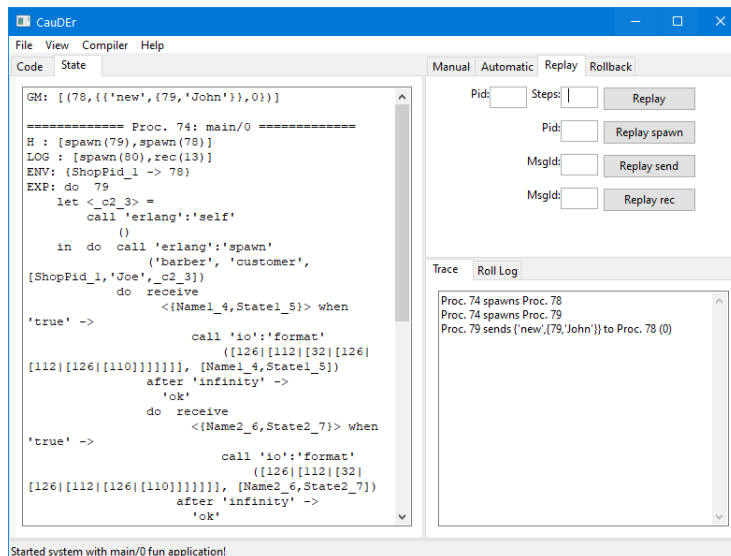 CauDEr
File View Compiler Help
Code State
GM: [(78,{{'new',{79,'John'}},0})]
============= Proc. 74: main/0 =============
H : [spawn(79),spawn(78)]
LOG : [spawn(80),rec(13)]
ENV: {ShopPid_1 -> 78}
EXP: do 79
let <_c2_3> =
call 'erlang':'self'
()
in do call 'erlang':'spawn'
('barber', 'customer',
[ShopPid_1,'Joe',_c2_3])
do receive
<{Name1_4,State1_5}> when
'true' ->
call 'io':'format'
([126|[112|[32|[126|
[112|[126|[110]]]]]]], [Name1_4,State1_5])
after 'infinity' ->
'ok'
do receive
<{Name2_6,State2_7}> when
'true' ->
call 'io':'format'
([126|[112|[32|
[126|[112|[126|[110]]]]]]], [Name2_6,State2_7])
after 'infinity' ->
'ok'
Manual Automatic Replay Rollback
Pid: Steps: Replay
Pid: Replay spawn
MsgId: Replay send
MsgId: Replay rec
Trace Roll Log
Proc. 74 spawns Proc. 78
Proc. 74 spawns Proc. 79
Proc. 79 sends {'new',{79,'John'}} to Proc. 78 (0)
Started system with main/0 fun application!